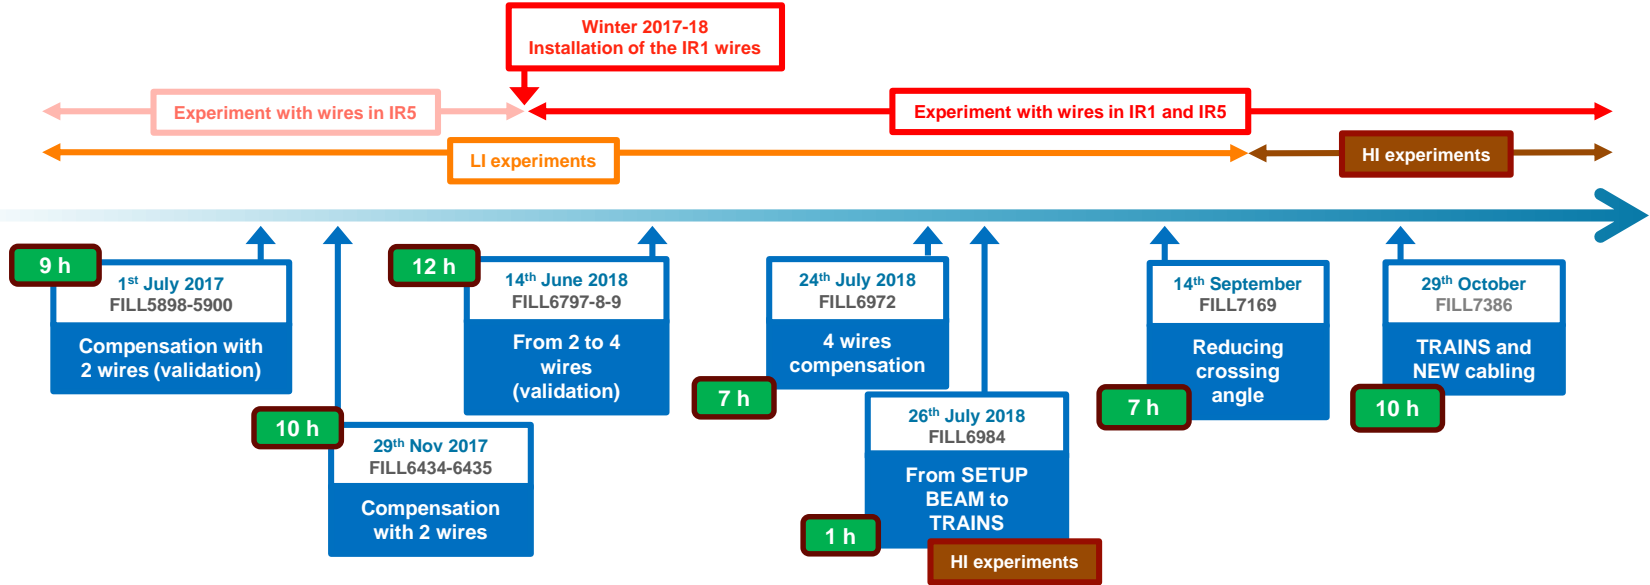 Winter 2017-18
Installation of the IR1 wires
Experiment with wires in IR5
Experiment with wires in IR1 and IR5
LI experiments
HI experiments
9 h
1st July 2017
FILL5898-5900
Compensation with
2 wires (validation)
10 h
29th Nov 2017
FILL6434-6435
Compensation
with 2 wires
12 h
14th June 2018
FILL6797-8-9
From 2 to 4
wires
(validation)
24th July 2018
FILL6972
4 wires
compensation
7 h
26th July 2018
FILL6984
From SETUP
BEAM to
TRAINS
1 h
HI experiments
14th September
FILL7169
Reducing
crossing
angle
7 h
29th October
FILL7386
TRAINS and
NEW cabling
10 h